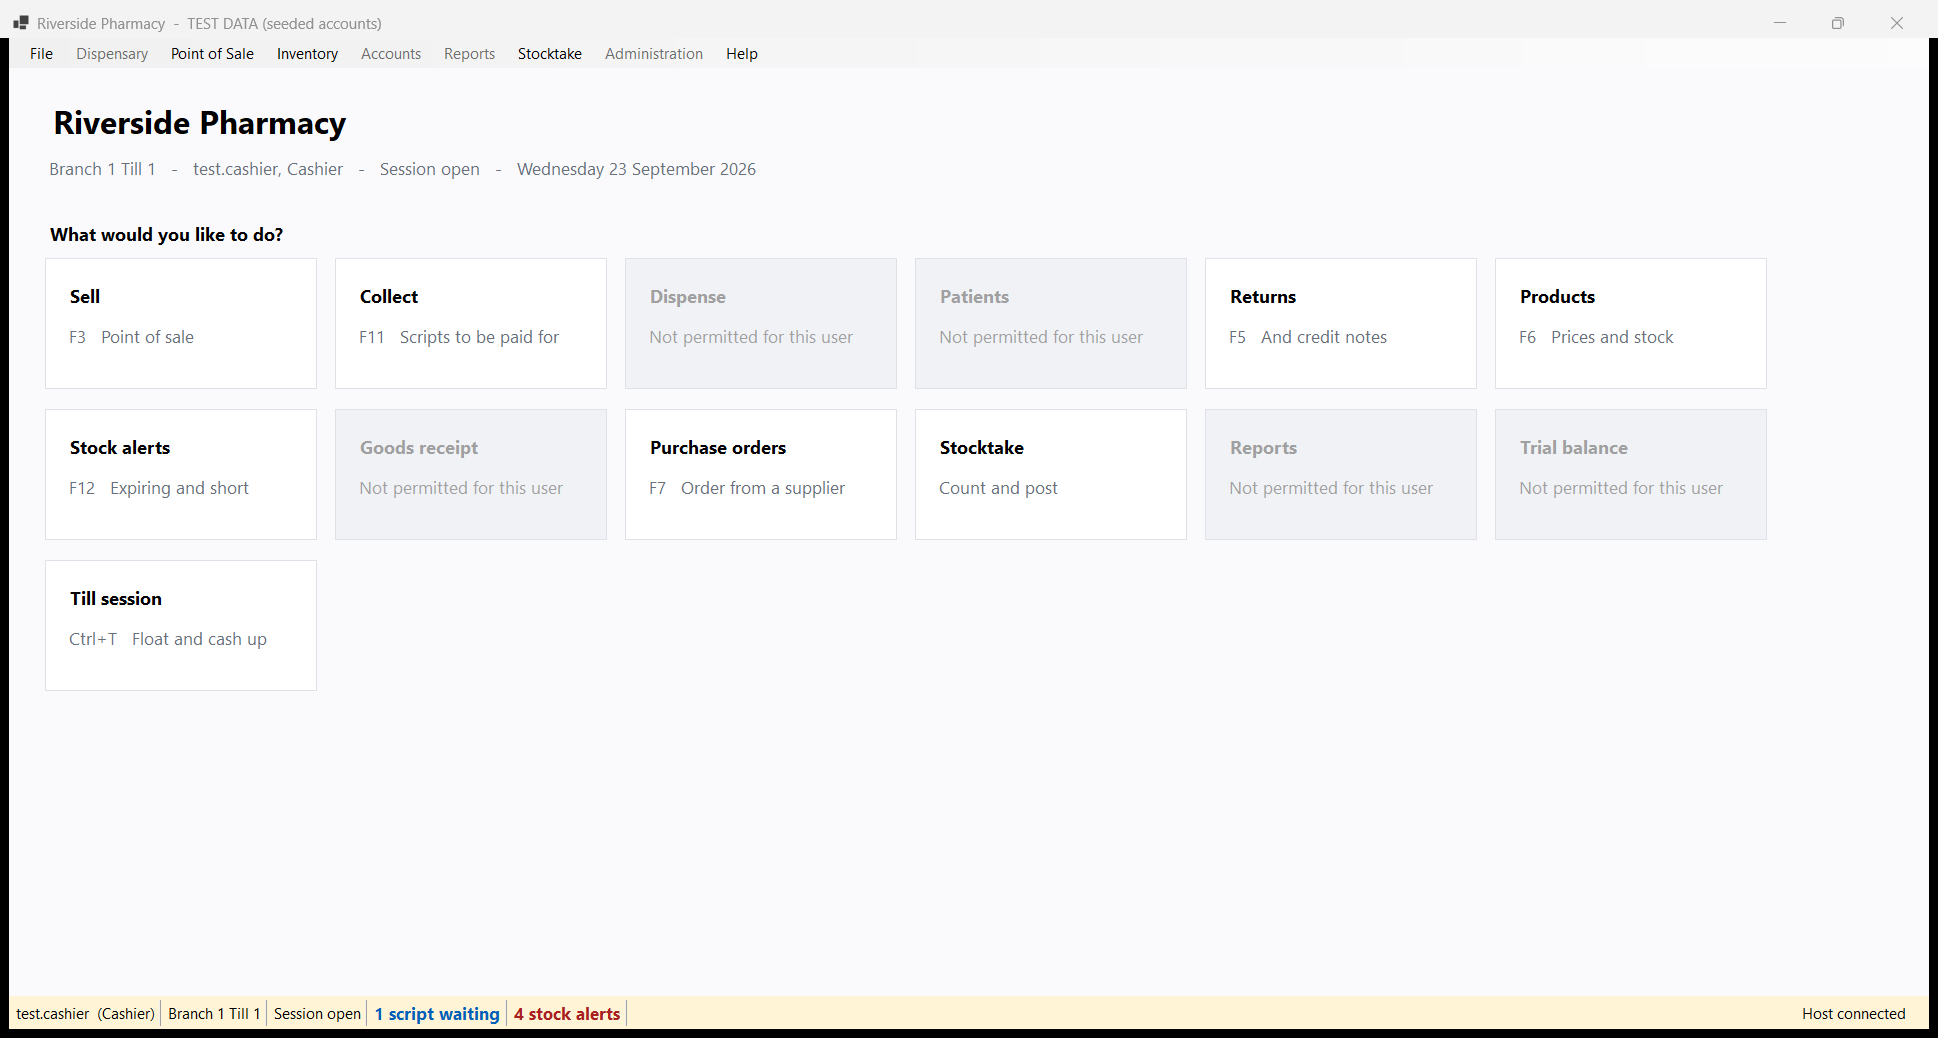 Riverside Pharmacy - TEST DATA (seeded accounts)
File Dispensary Point of Sale Inventory Accounts Reports Stocktake Administration Help
Riverside Pharmacy
Branch 1 Till 1 - test.cashier, Cashier - Session open - Wednesday 23 September 2026
What would you like to do?
Sell Collect Dispense Patients Returns Products
F3 Point of sale F11 Scripts to be paid for Not permitted for this user Not permitted for this user F5 And credit notes F6 Prices and stock
Stock alerts Goods receipt Purchase orders Stocktake Reports Trial balance
F12 Expiring and short Not permitted for this user F7 Order from a supplier Count and post Not permitted for this user Not permitted for this user
Till session
Ctrl+T Float and cash up
test.cashier (Cashier) Branch 1 Till 1 Session open 1 script waiting 4 stock alerts Host connected